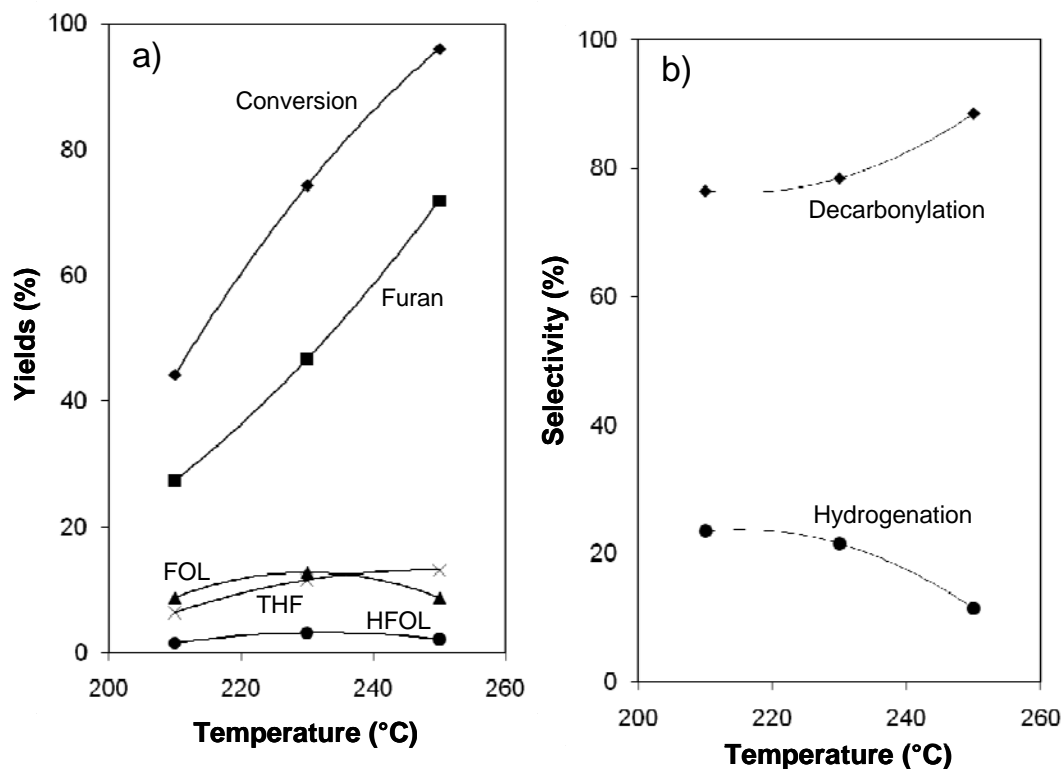 a)
100
80
60
40
20
0
200
220
240
260
Yields (%)
Temperature (°C)
Conversion
Furan
FOL
THF
HFOL
b)
100
80
60
40
20
0
200
220
240
260
Selectivity (%)
Temperature (°C)
Decarbonylation
Hydrogenation